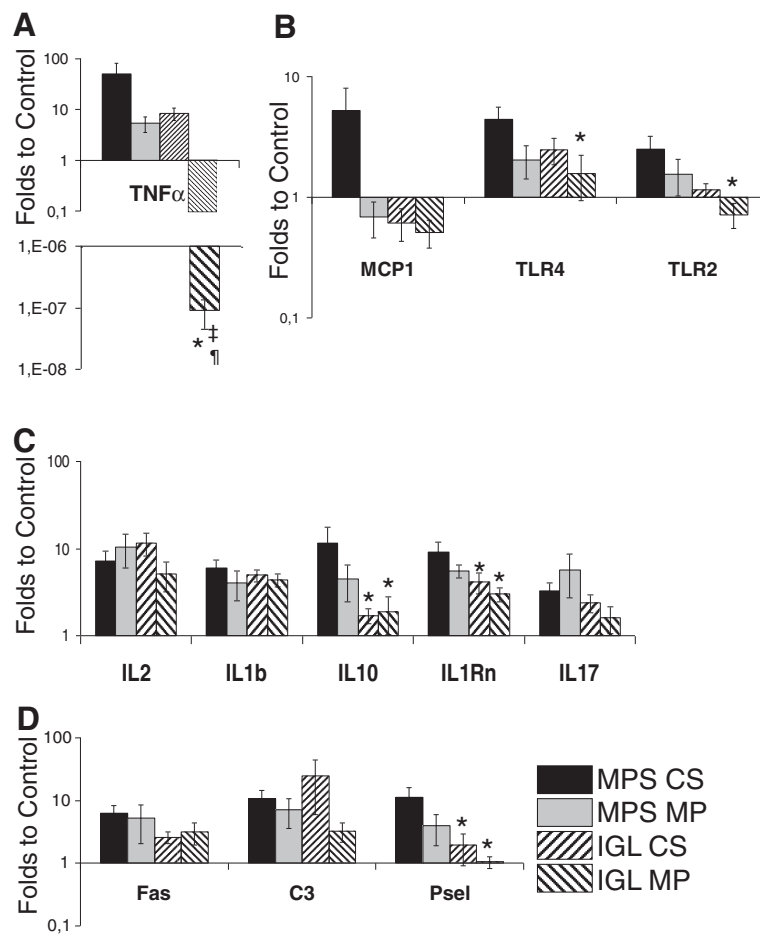 A
Folds to Control
100
10
1
0,1
TNFα
1,E-06
1,E-07
1,E-08
* ‡
¶
B
Folds to Control
10
1
0,1
*
*
MCP1 TLR4 TLR2
C
Folds to Control
100
10
1
* * * *
IL2 IL1b IL10 IL1Rn IL17
D
Folds to Control
100
10
1
0,1
* *
Fas C3 Psel
MPS CS
MPS MP
IGL CS
IGL MP